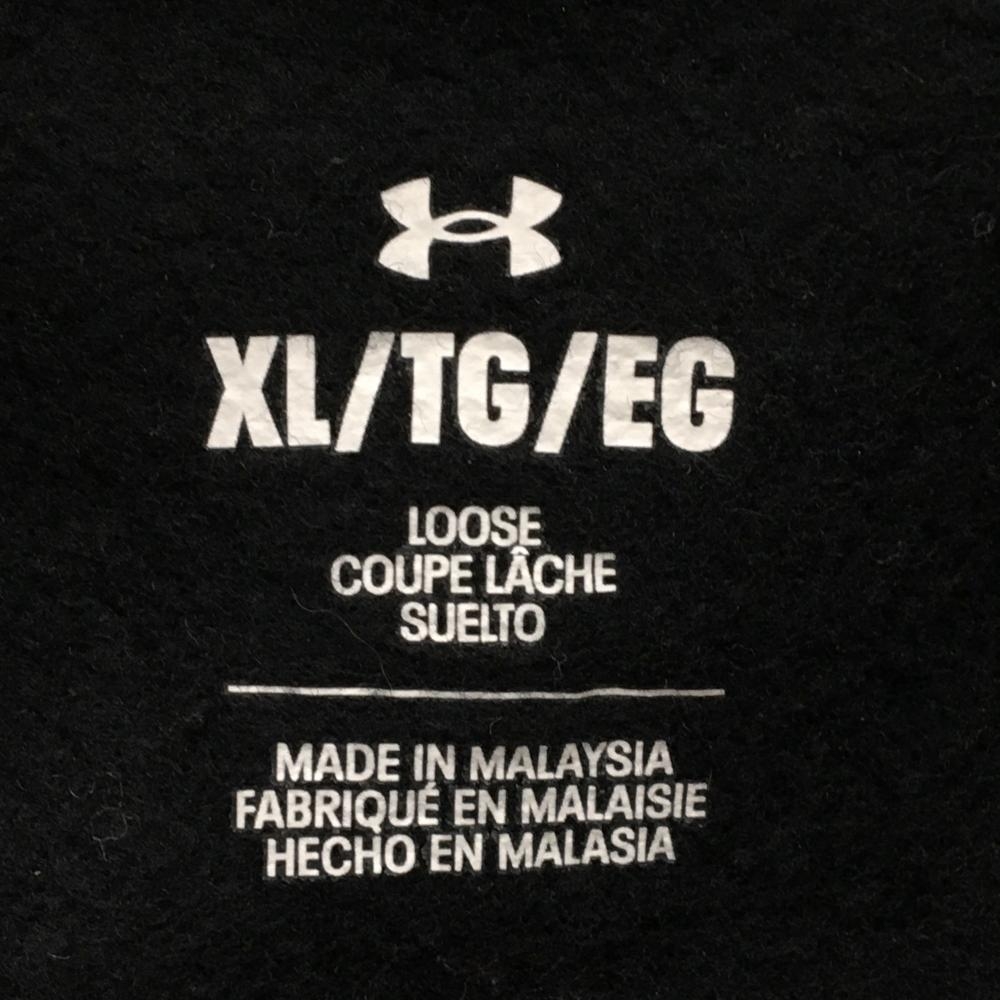 XL/TG/EG
LOOSE
COUPE LÂCHE
SUELTO
MADE IN MALAYSIA
FABRIQUÉ EN MALAISIE
HECHO EN MALASIA